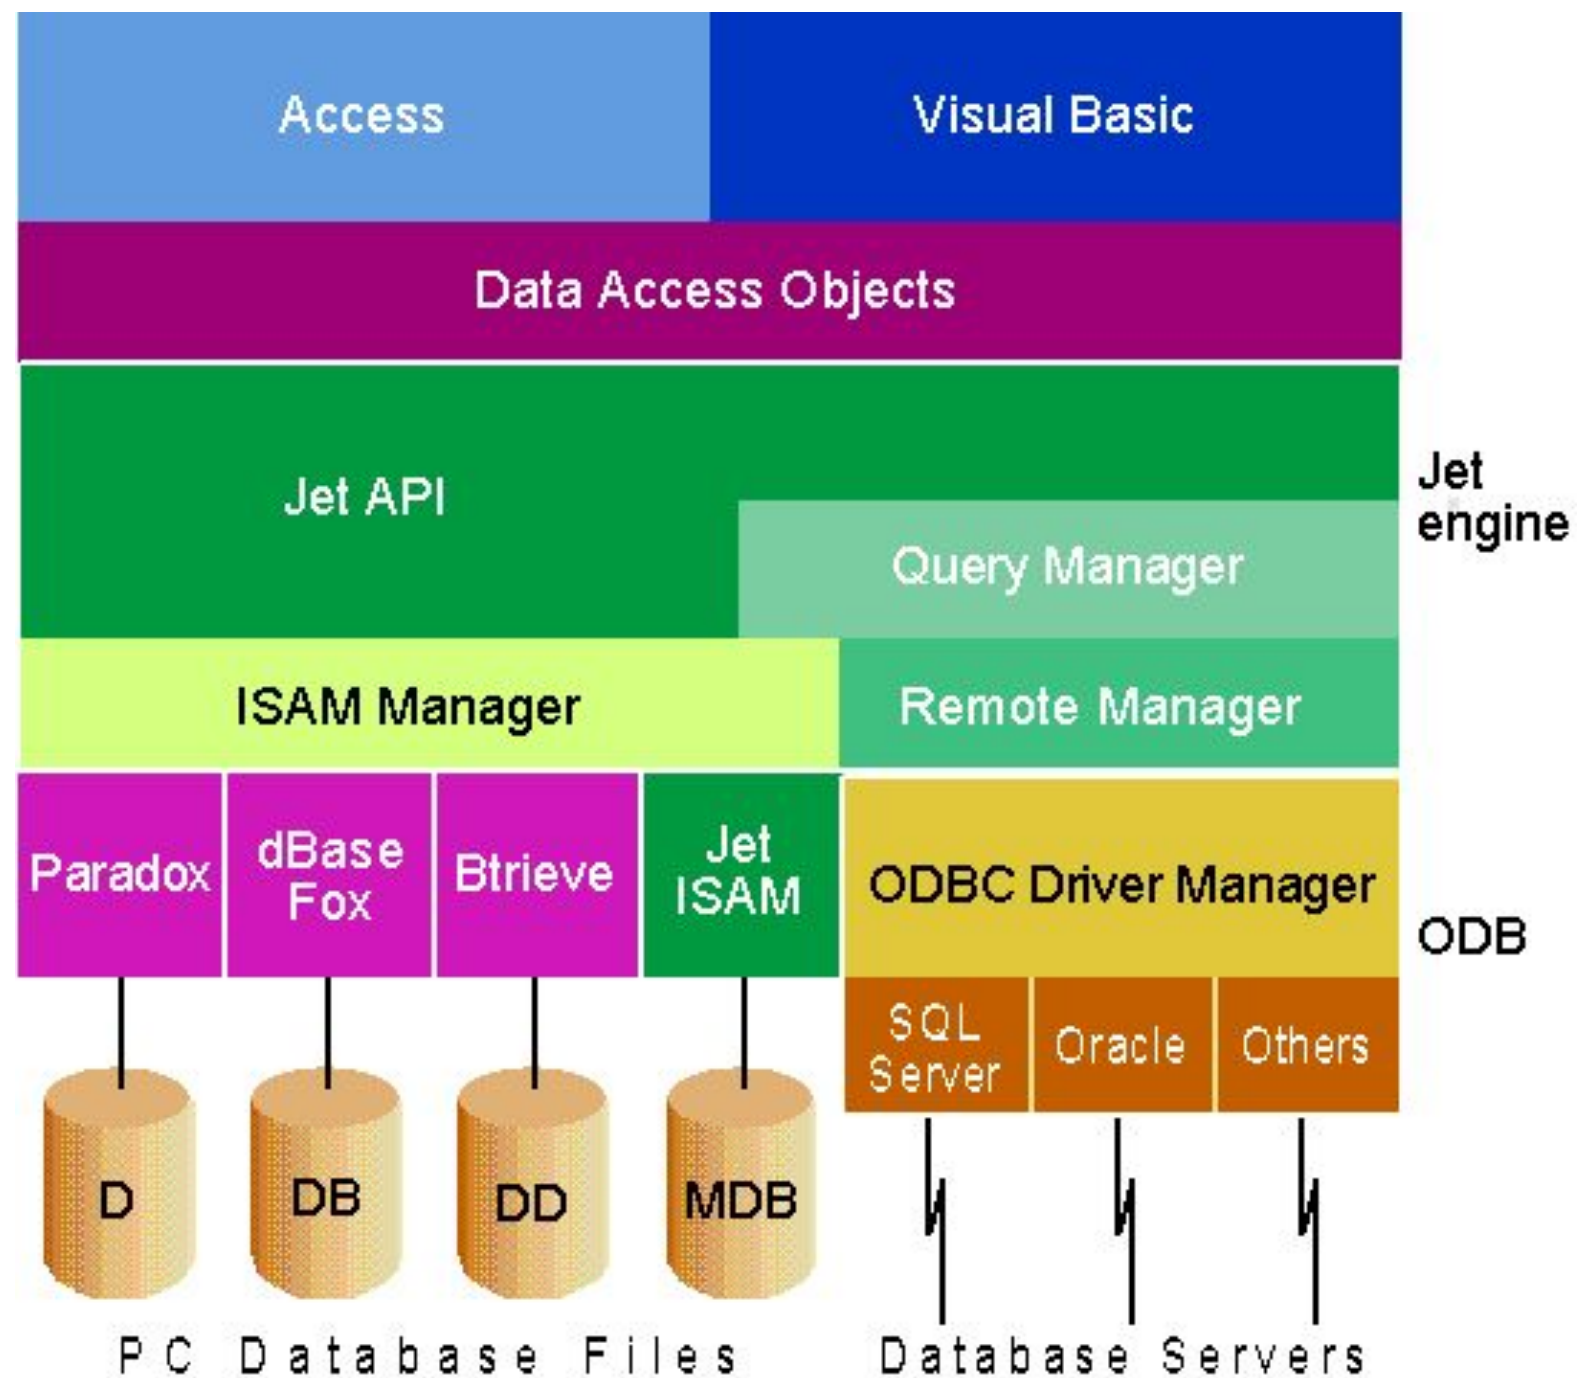 Access
Visual Basic
Data Access Objects
Jet API
Jet
engine
Query Manager
ISAM Manager
Remote Manager
Paradox
dBase
Fox
Btrieve
Jet
ISAM
ODBC Driver Manager
ODB
SQL
Server
Oracle
Others
D
DB
DD
MDB
PC Database Files
Database Servers